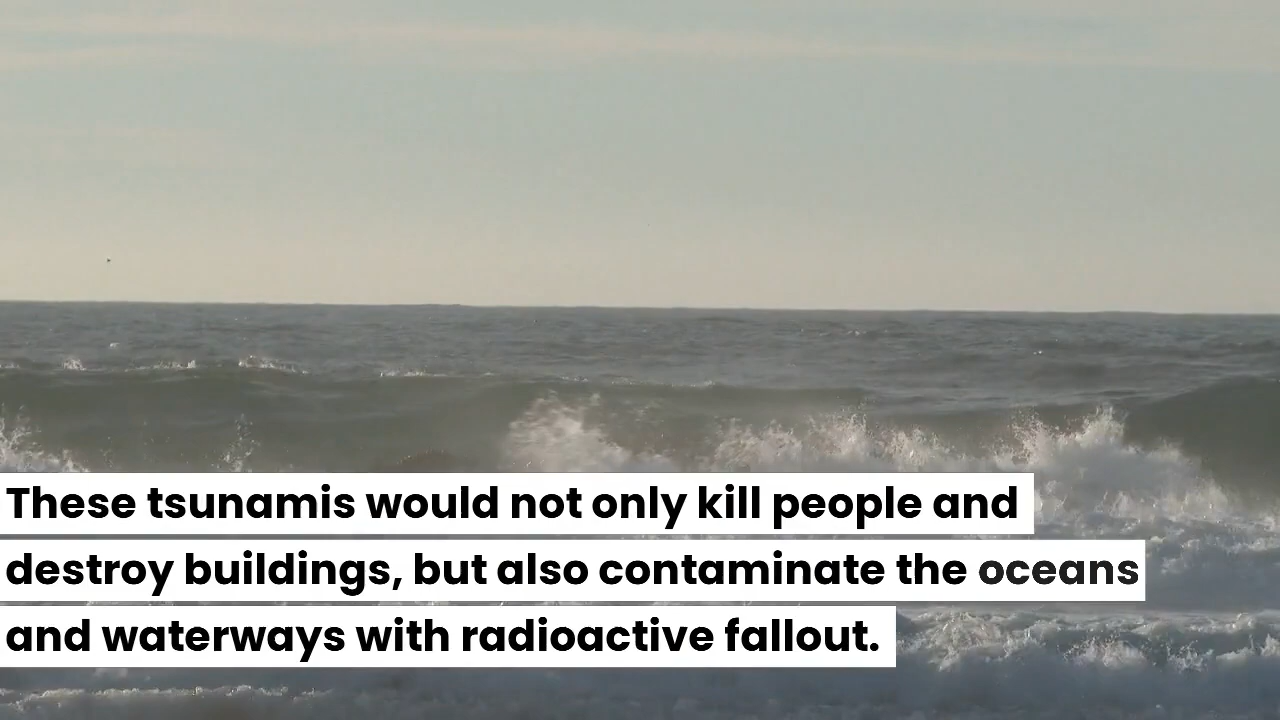 These tsunamis would not only kill people and
destroy buildings, but also contaminate the oceans
and waterways with radioactive fallout.